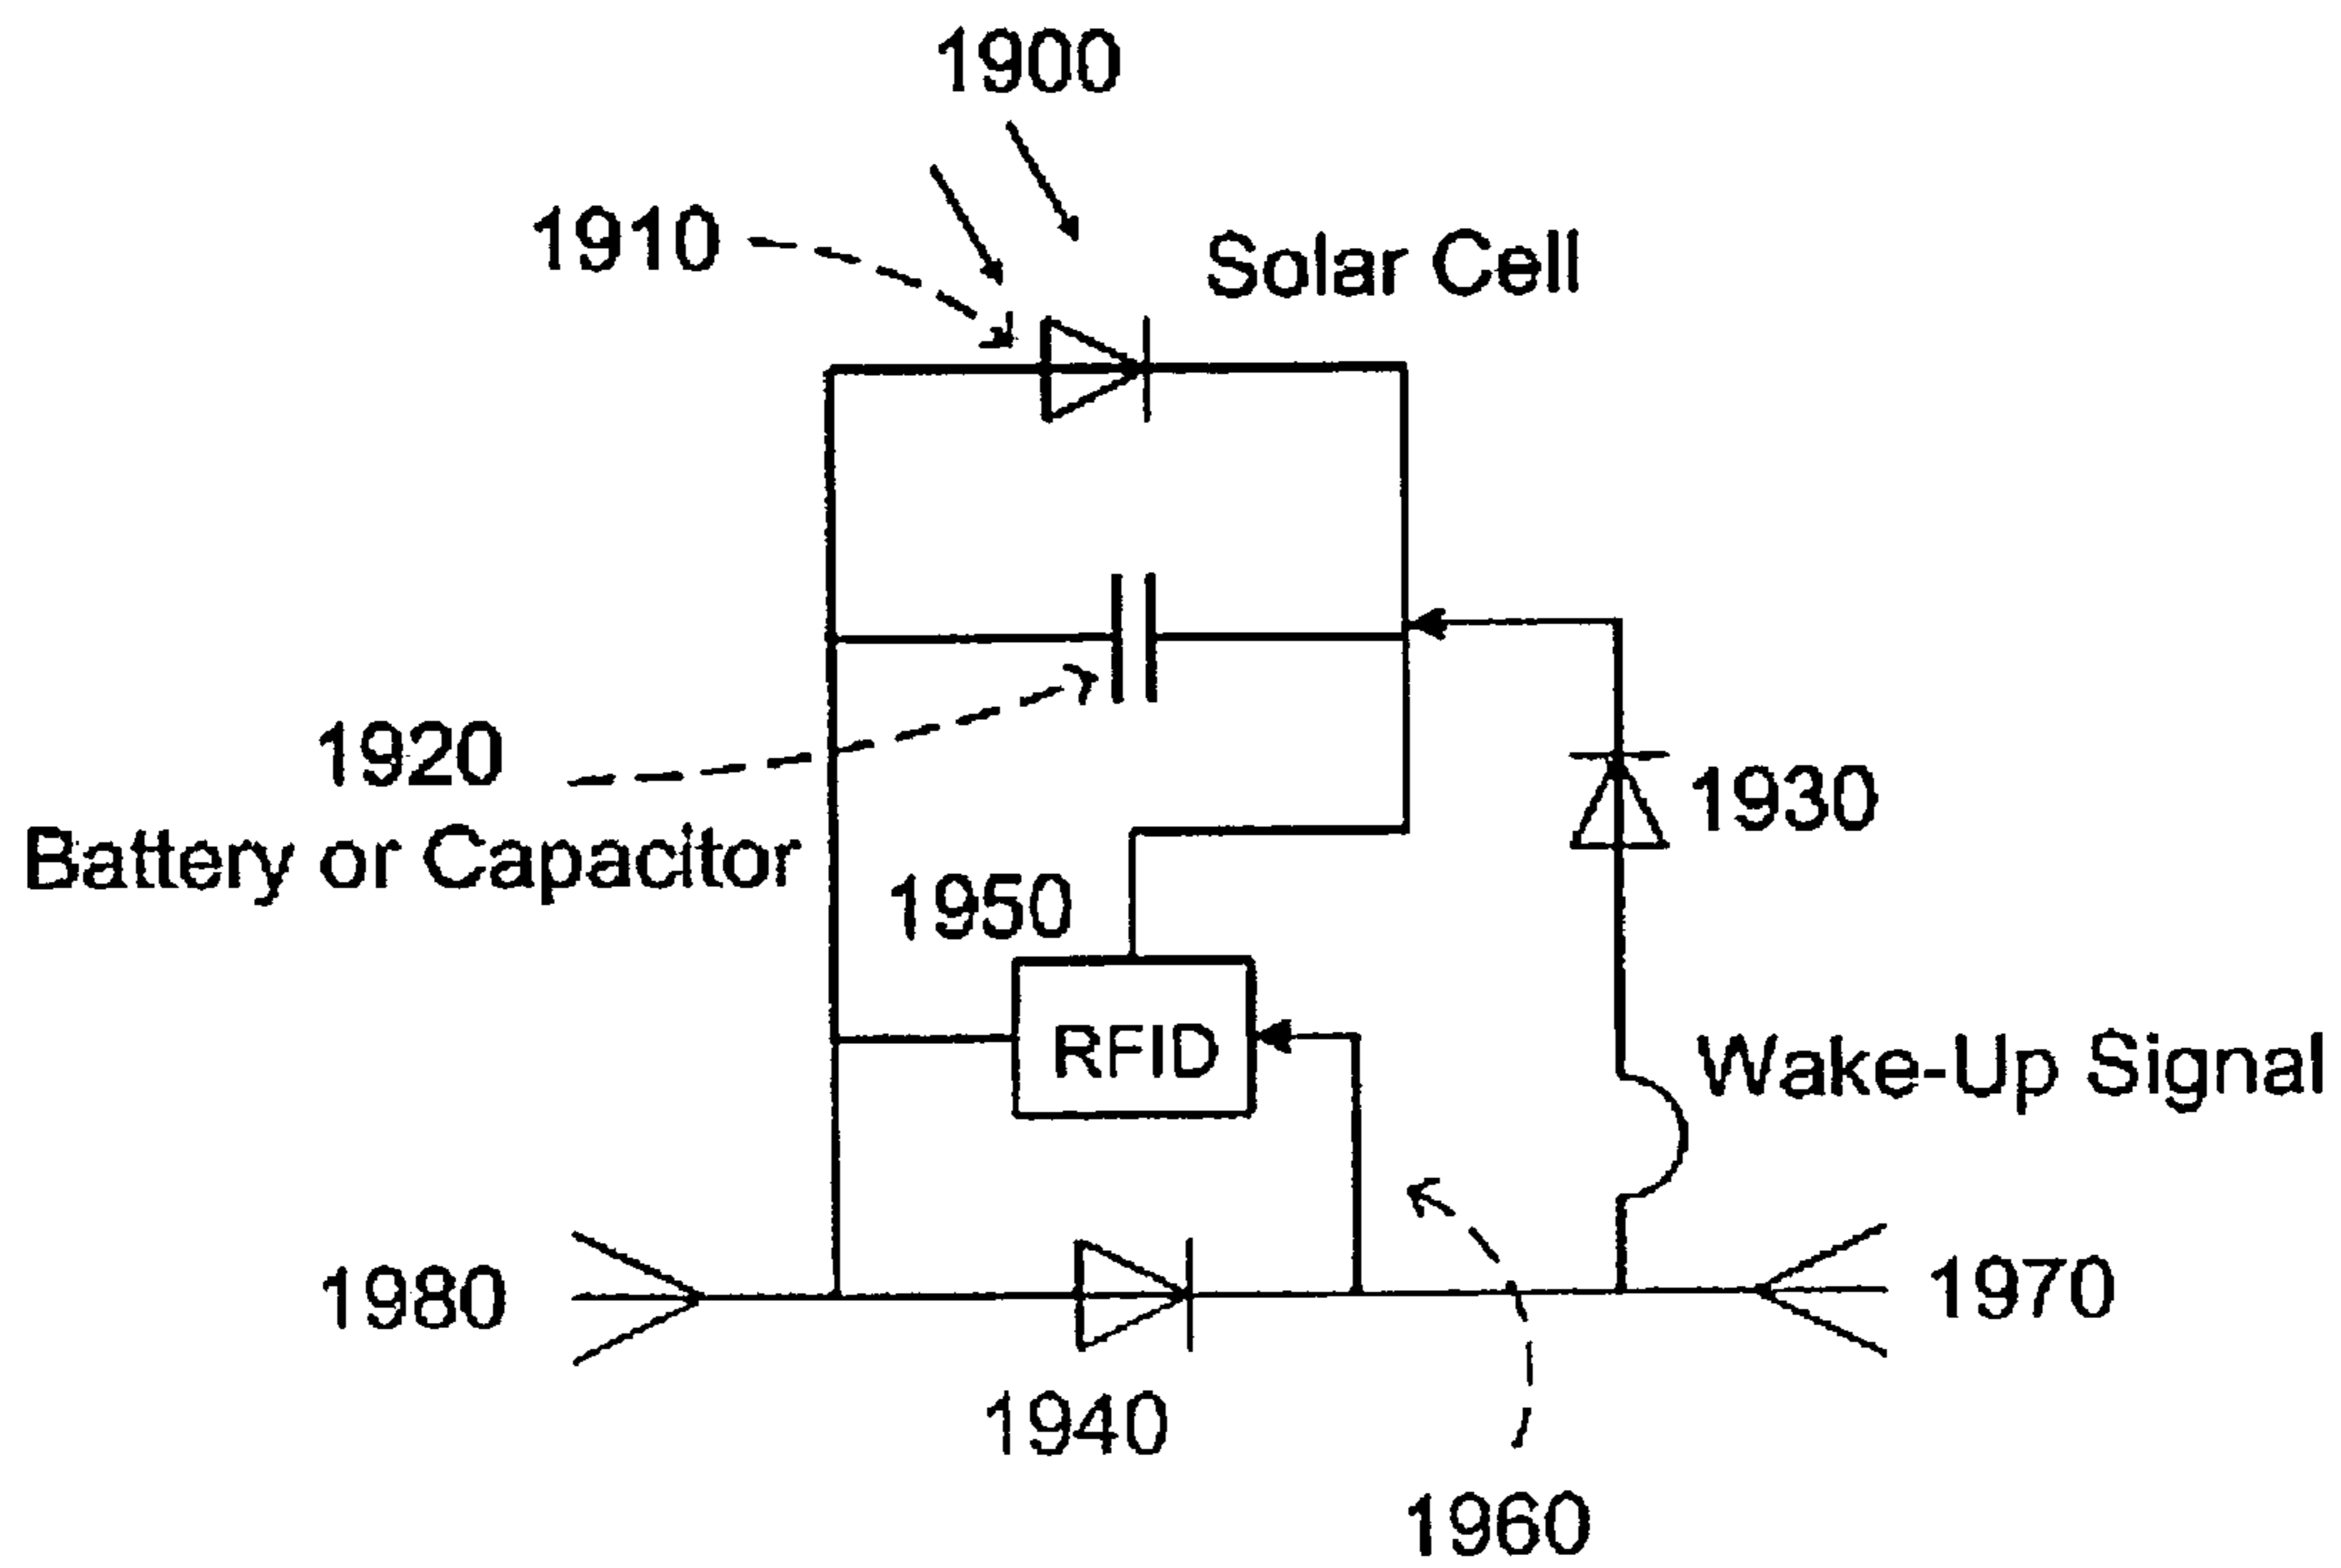 1900
1910
Solar Cell
1920
Battery or Capacitor
1930
1950
RFID
Wake-Up Signal
1980
1970
1940
1960